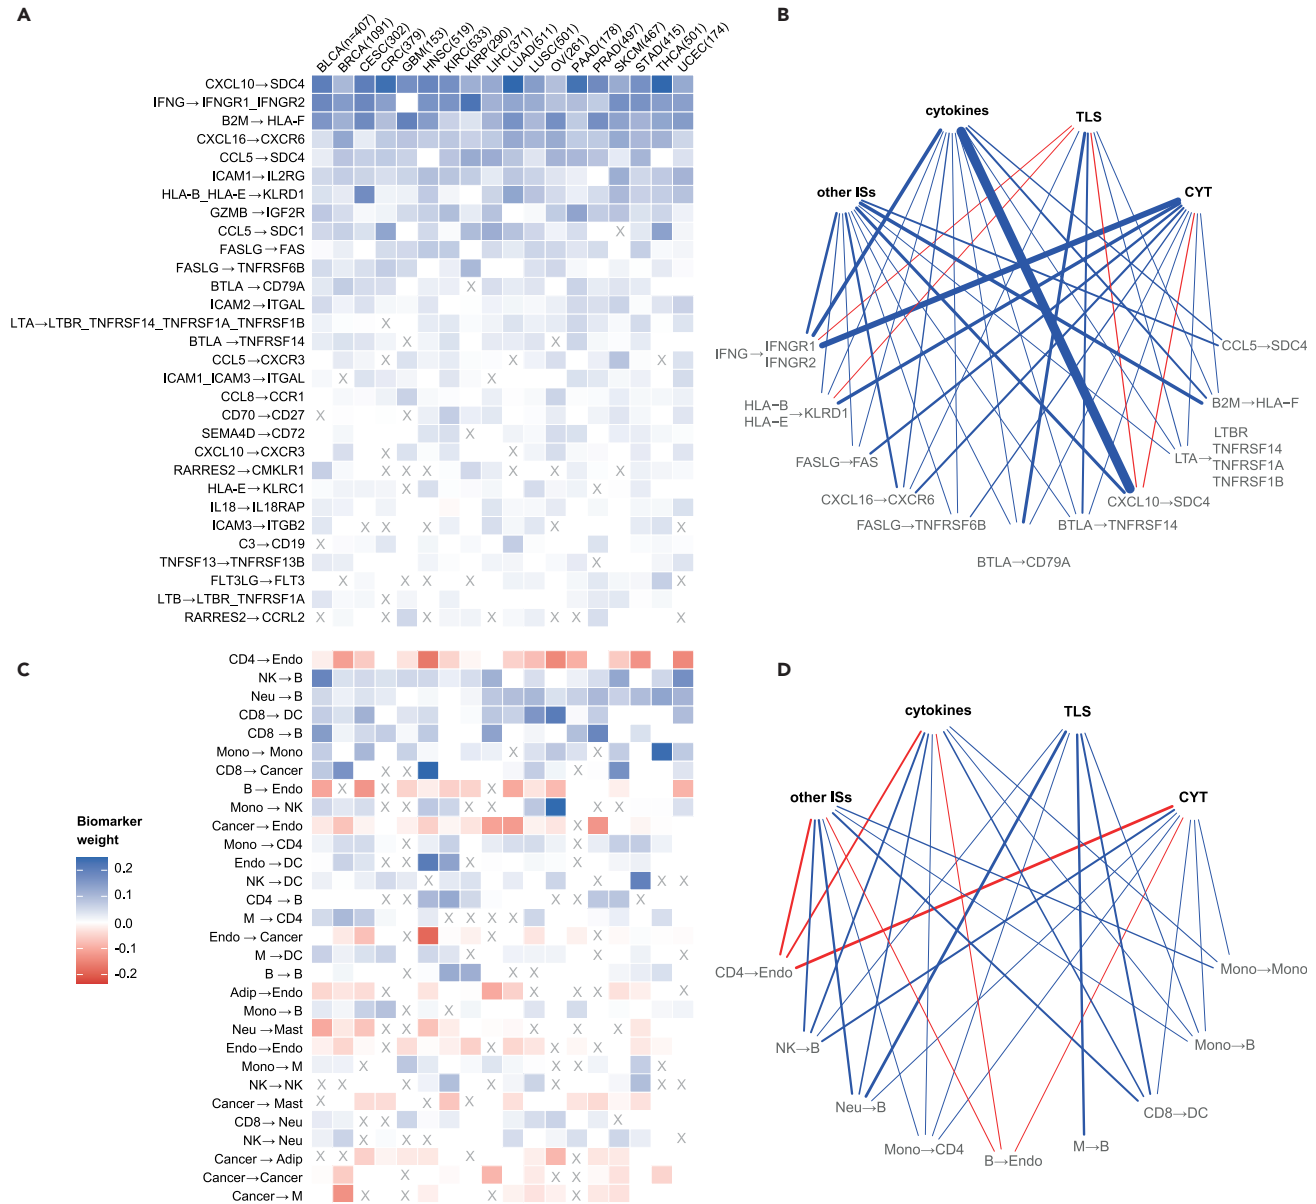 A
BLCA(n=407)
BRCA(1091)
CESC(302)
CRC(379)
GBM(153)
HNSC(519)
KIRC(533)
KIRP(290)
LIHC(371)
LUAD(511)
LUSC(501)
OV(261)
PAAD(178)
PRAD(497)
SKCM(467)
STAD(415)
THCA(501)
UCEC(174)
CXCL10→SDC4
IFNG→IFNGR1_IFNGR2
B2M→HLA-F
CXCL16→CXCR6
CCL5→SDC4
ICAM1→IL2RG
HLA-B_HLA-E→KLRD1
GZMB→IGF2R
CCL5→SDC1
X
FASLG→FAS
FASLG→TNFRSF6B
BTLA→CD79A
X
ICAM2→ITGAL
LTA→LTBR_TNFRSF14_TNFRSF1A_TNFRSF1B
X
BTLA→TNFRSF14
X X
CCL5→CXCR3
X X X
ICAM1_ICAM3→ITGAL
X X
CCL8→CCR1
CD70→CD27
X X
SEMA4D→CD72
X
CXCL10→CXCR3
X X
RARRES2→CMKLR1
X X X X X X
HLA-E→KLRC1
X X
IL18→IL18RAP
ICAM3→ITGB2
X X X X X
C3→CD19
X
TNFSF13→TNFRSF13B
X
FLT3LG→FLT3
X X X X X
LTB→LTBR_TNFRSF1A
X
RARRES2→CCRL2
X X X X X X X
B
cytokines
TLS
other ISs
CYT
IFNG→IFNGR1
IFNGR2
CCL5→SDC4
HLA-B
HLA-E→KLRD1
B2M→HLA-F
LTBR
TNFRSF14
LTA→TNFRSF1A
TNFRSF1B
FASLG→FAS
CXCL16→CXCR6
CXCL10→SDC4
FASLG→TNFRSF6B
BTLA→TNFRSF14
BTLA→CD79A
C
Biomarker
weight
0.2
0.1
0.0
-0.1
-0.2
CD4→Endo
NK→B
Neu→B
CD8→DC
CD8→B
Mono→Mono
X X
CD8→Cancer
X X X
B→Endo
X X X
Mono→NK
X X X X X X
Cancer→Endo
X
Mono→CD4
X X X
Endo→DC
X X X X
NK→DC
X X X X
CD4→B
X X X X
M→CD4
X X X X
Endo→Cancer
X X X
M→DC
X X X
B→B
X X X
Adip→Endo
X X X X X
Mono→B
X X
Neu→Mast
X X X X X
Endo→Endo
X X X
Mono→M
X X X X
NK→NK
X X X X X X X
Cancer→Mast
X X X
CD8→Neu
X X X
NK→Neu
X X X X
Cancer→Adip
X X X X
Cancer→Cancer
X X X
Cancer→M
X X X X
D
cytokines
TLS
other ISs
CYT
CD4→Endo
Mono→Mono
NK→B
Mono→B
Neu→B
CD8→DC
Mono→CD4
M→B
B→Endo